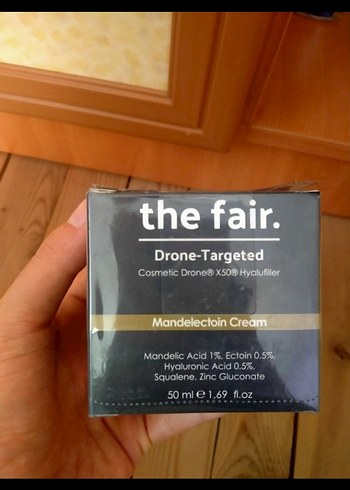 the fair.
Drone-Targeted
Cosmetic Drone® X50® Hyalufiller
Mandelectoin Cream
Mandelic Acid 1%, Ectoin 0.5%,
Hyaluronic Acid 0.5%,
Squalene, Zinc Gluconate
50 ml ℮ 1,69 fl.oz